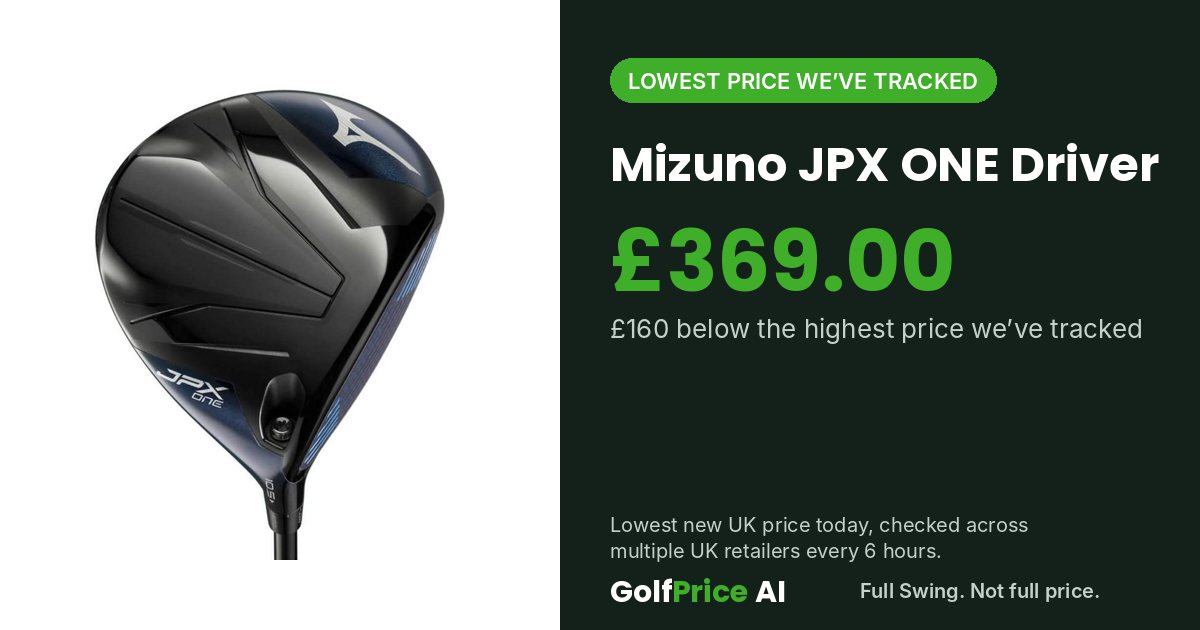 LOWEST PRICE WE’VE TRACKED
Mizuno JPX ONE Driver
£369.00
£160 below the highest price we’ve tracked
JPX
ONE
10.5°
Lowest new UK price today, checked across
multiple UK retailers every 6 hours.
GolfPrice AI
Full Swing. Not full price.